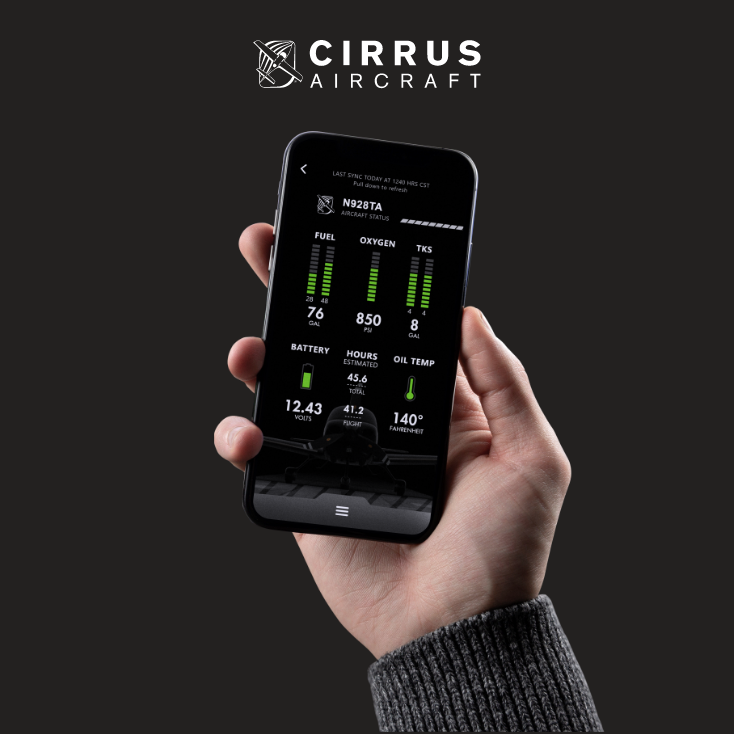 CIRRUS
AIRCRAFT
LAST SYNC TODAY AT 1240 HRS CST
Pull down to refresh
N928TA
AIRCRAFT STATUS
FUEL OXYGEN TKS
28 48 4 4
76 850 8
GAL PSI GAL
BATTERY HOURS OIL TEMP
ESTIMATED
45.6
TOTAL
12.43 41.2 140°
VOLTS FLIGHT FAHRENHEIT